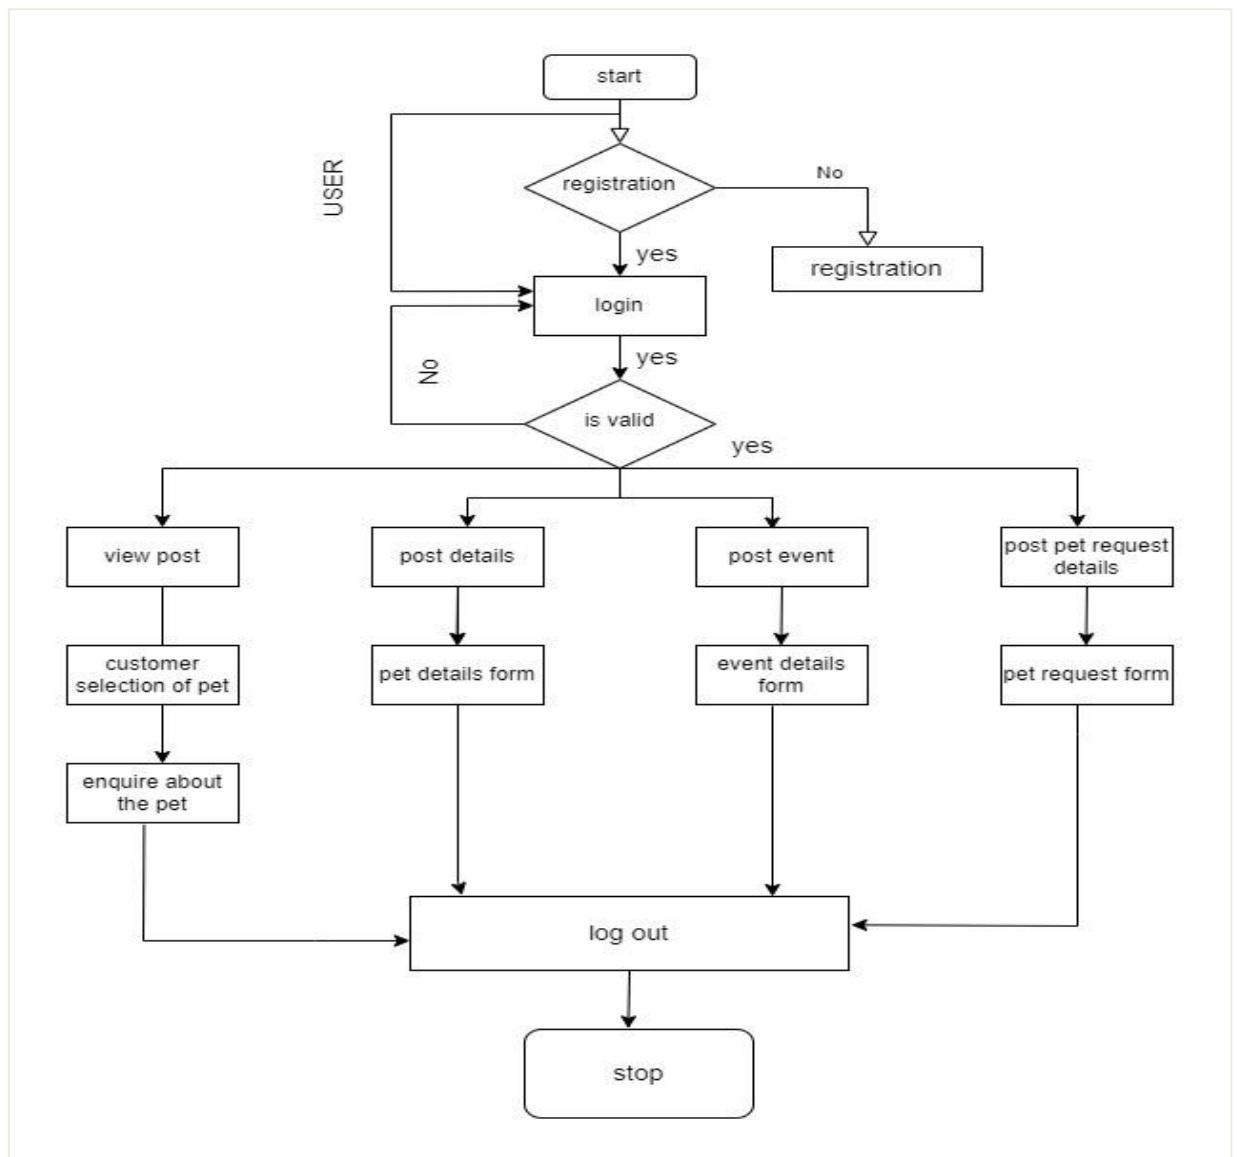 start
USER
registration
No
yes
registration
login
yes
No
is valid
yes
view post
post details
post event
post pet request
details
customer
selection of pet
pet details form
event details
form
pet request form
enquire about
the pet
log out
stop